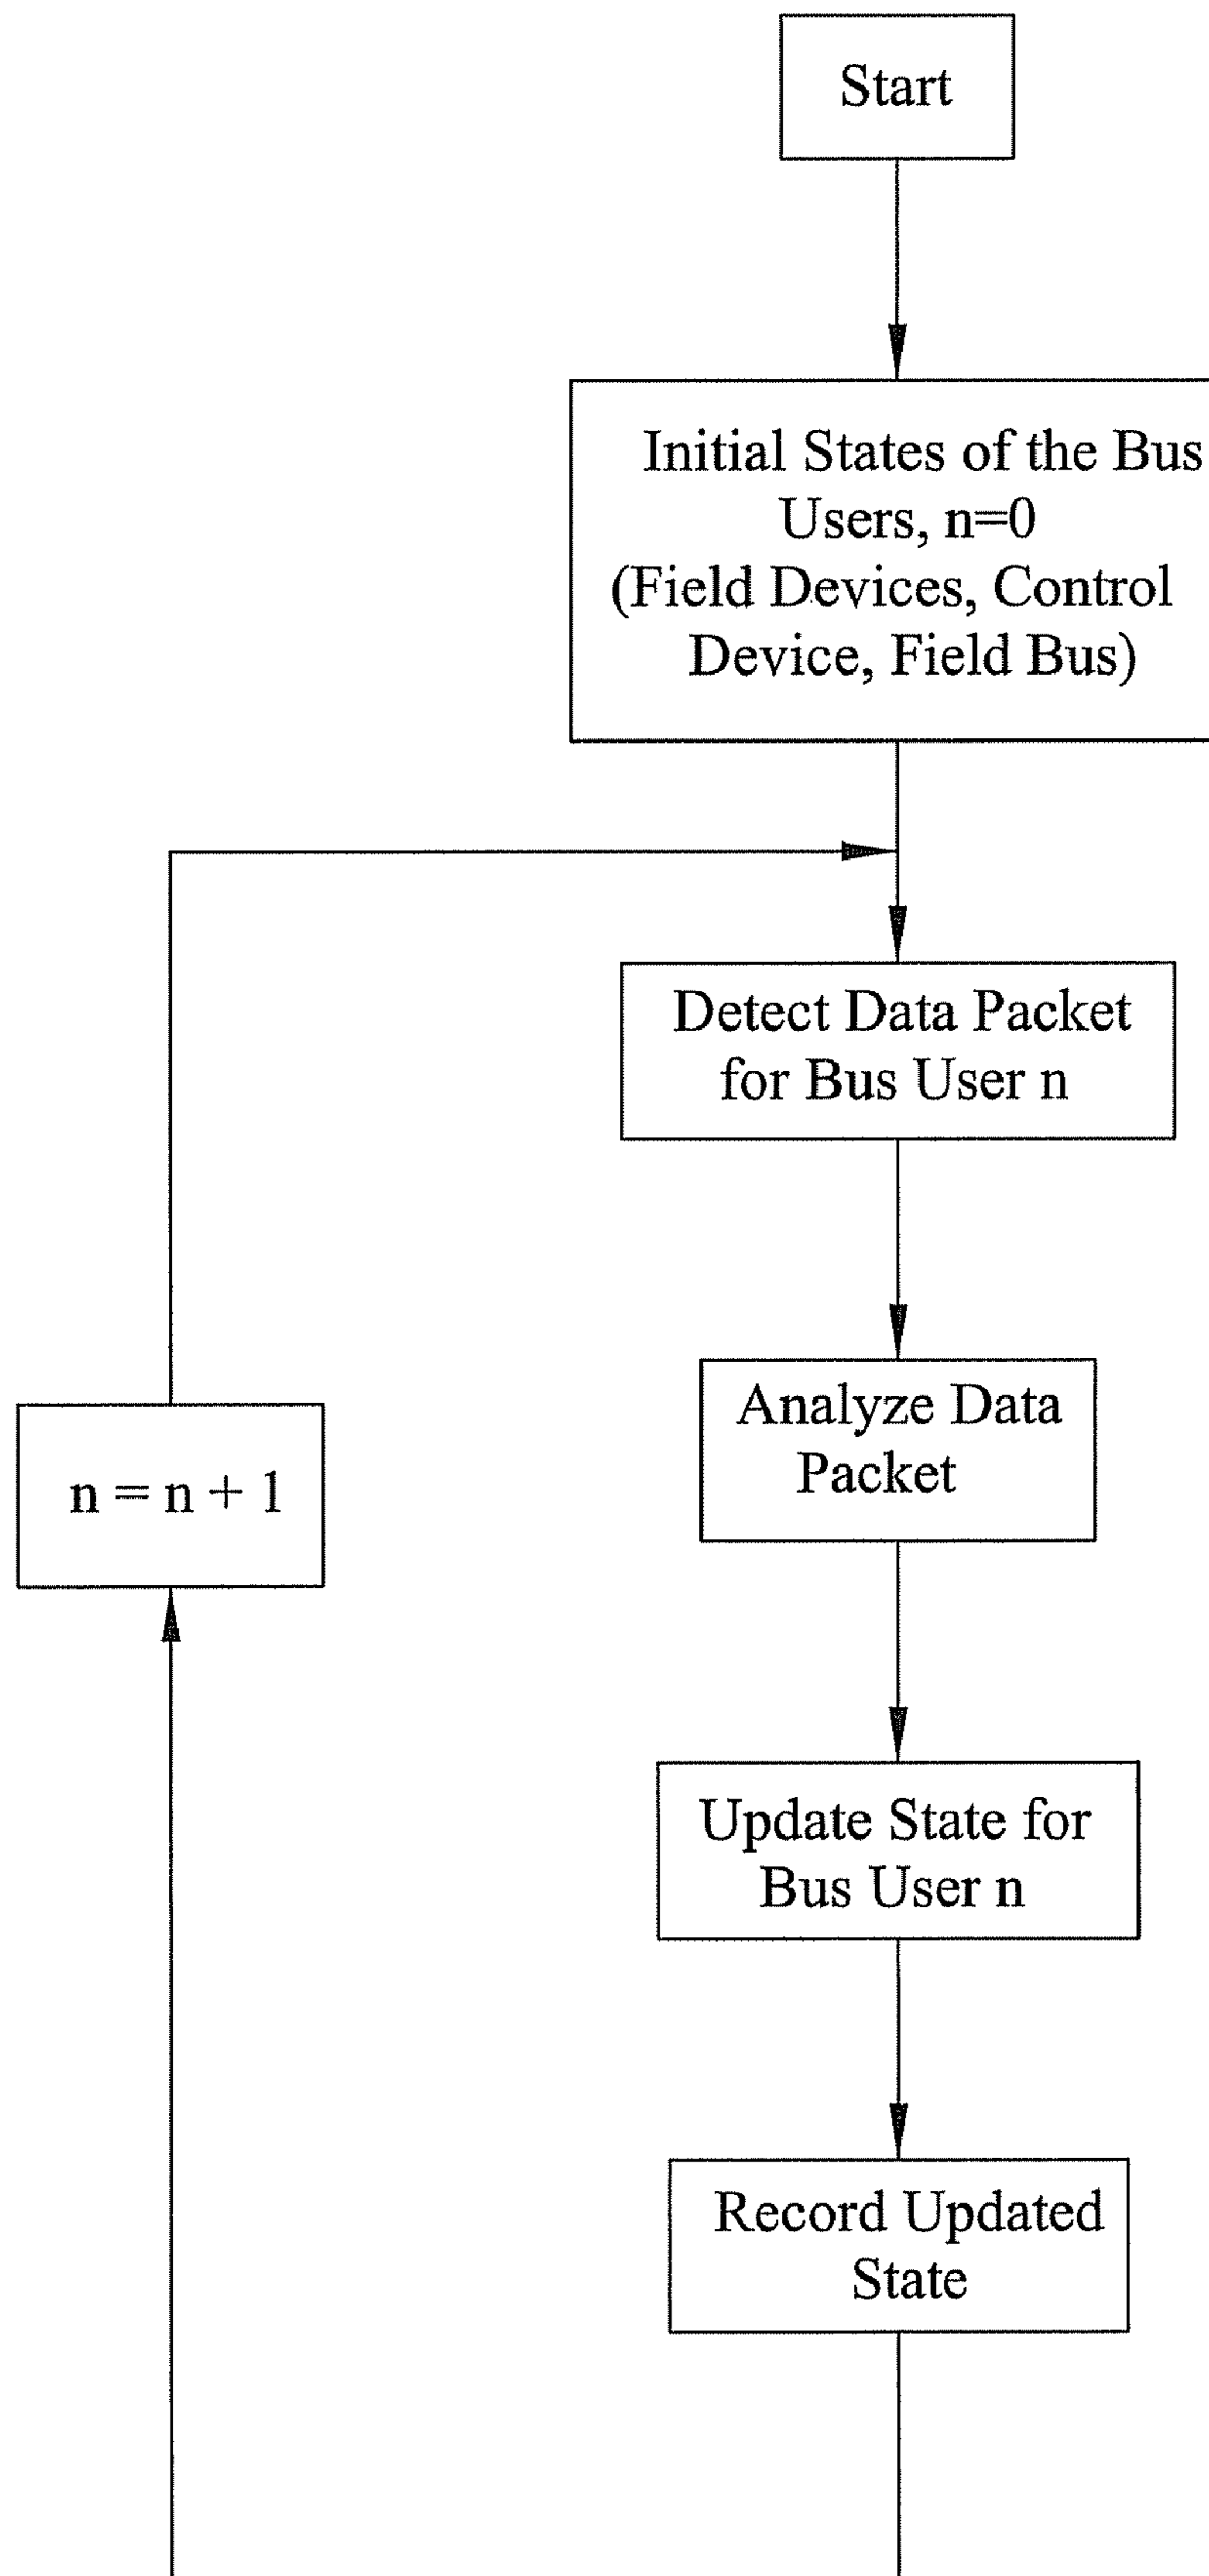 Start
Initial States of the Bus
Users, n=0
(Field Devices, Control
Device, Field Bus)
Detect Data Packet
for Bus User n
Analyze Data
Packet
n = n + 1
Update State for
Bus User n
Record Updated
State